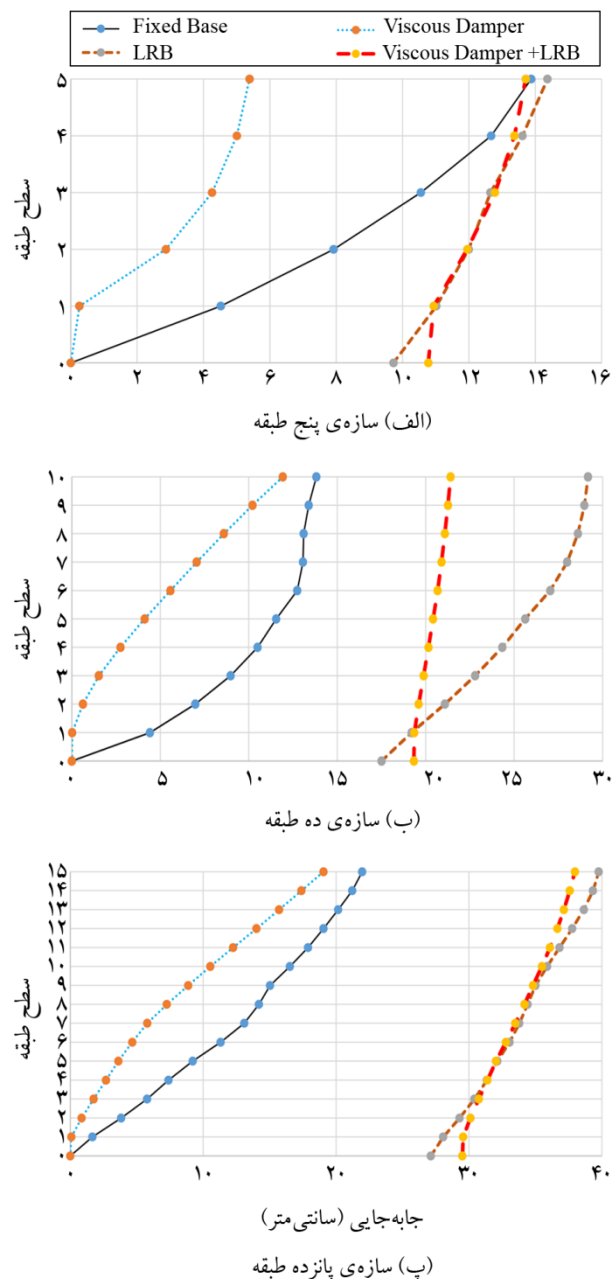 Fixed Base Viscous Damper
LRB Viscous Damper +LRB
سطح طبقه
۵
۴
۳
۲
۱
۰
۰ ۲ ۴ ۶ ۸ ۱۰ ۱۲ ۱۴ ۱۶
(الف) سازه‌ی پنج طبقه
سطح طبقه
۱۰
۹
۸
۷
۶
۵
۴
۳
۲
۱
۰
۰ ۵ ۱۰ ۱۵ ۲۰ ۲۵ ۳۰
(ب) سازه‌ی ده طبقه
سطح طبقه
۱۵
۱۴
۱۳
۱۲
۱۱
۱۰
۹
۸
۷
۶
۵
۴
۳
۲
۱
۰
۰ ۱۰ ۲۰ ۳۰ ۴۰
جابه‌جایی (سانتی‌متر)
(پ) سازه‌ی پانزده طبقه